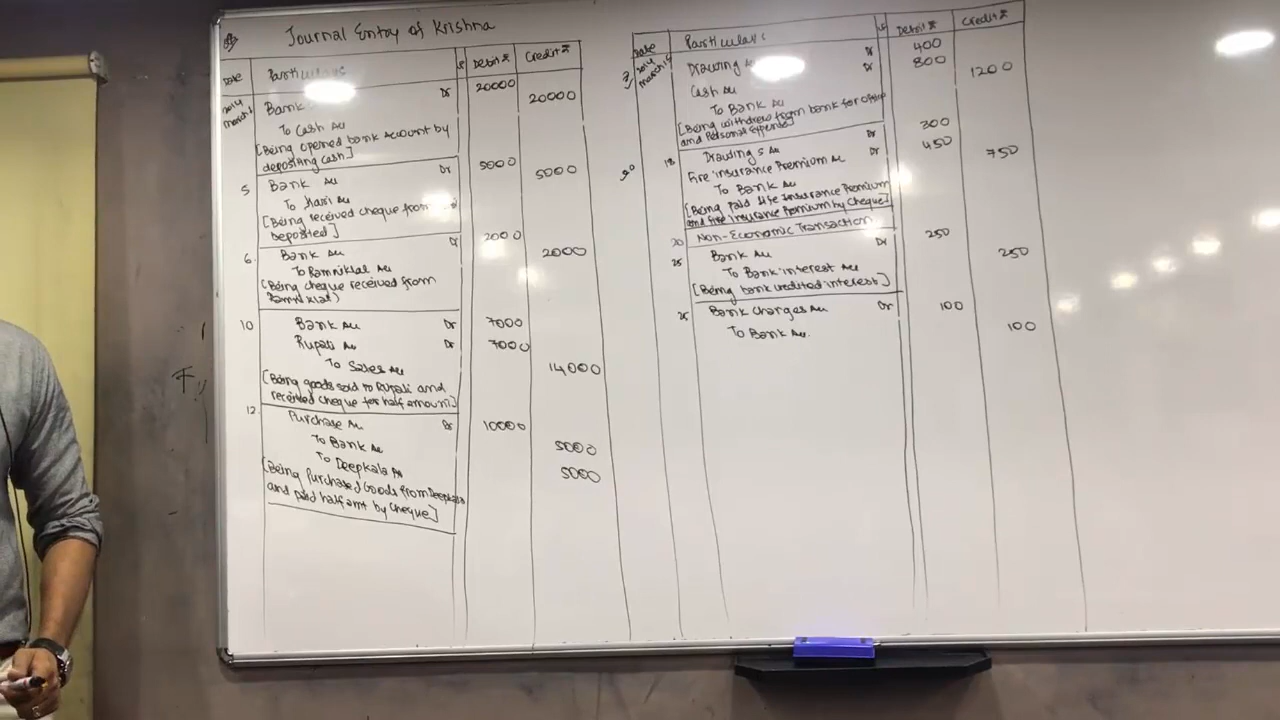 Journal Entry of Krishna
Date Particulars Debit ₹ Credit ₹
2014 March 1 Bank Dr 20000
To Cash A/c 20000
[Being opened bank account by
depositing cash]
5 Bank A/c Dr 5000
To Hari A/c 5000
[Being received cheque from
deposited]
6 Bank A/c Dr 2000
To Ramniklal A/c 2000
(Being cheque received from
Ramniklal)
10 Bank A/c Dr 7000
Rupali A/c Dr 7000
To Sales A/c 14000
[Being goods sold to Rupali and
received cheque for half amount]
12 Purchase A/c Dr 10000
To Bank A/c 5000
To Deepkala A/c 5000
[Being Purchased Goods from Deepkala
and paid half amt by cheque]
Date Particulars Debit ₹ Credit ₹
2014 March 15 Drawing Dr 400
Cash A/c Dr 800
To Bank A/c 1200
[Being withdrew from bank for office
and Personal Expense]
18 Drawing s A/c Dr 300
Fire insurance Premium A/c Dr 450
To Bank A/c 750
[Being paid life Insurance Premium
and fire Insurance Premium by Cheque]
20 Non-Economic Transaction
25 Bank A/c Dr 250
To Bank interest A/c 250
[Being bank credited interest]
25 Bank Charges A/c Dr 100
To Bank A/c. 100